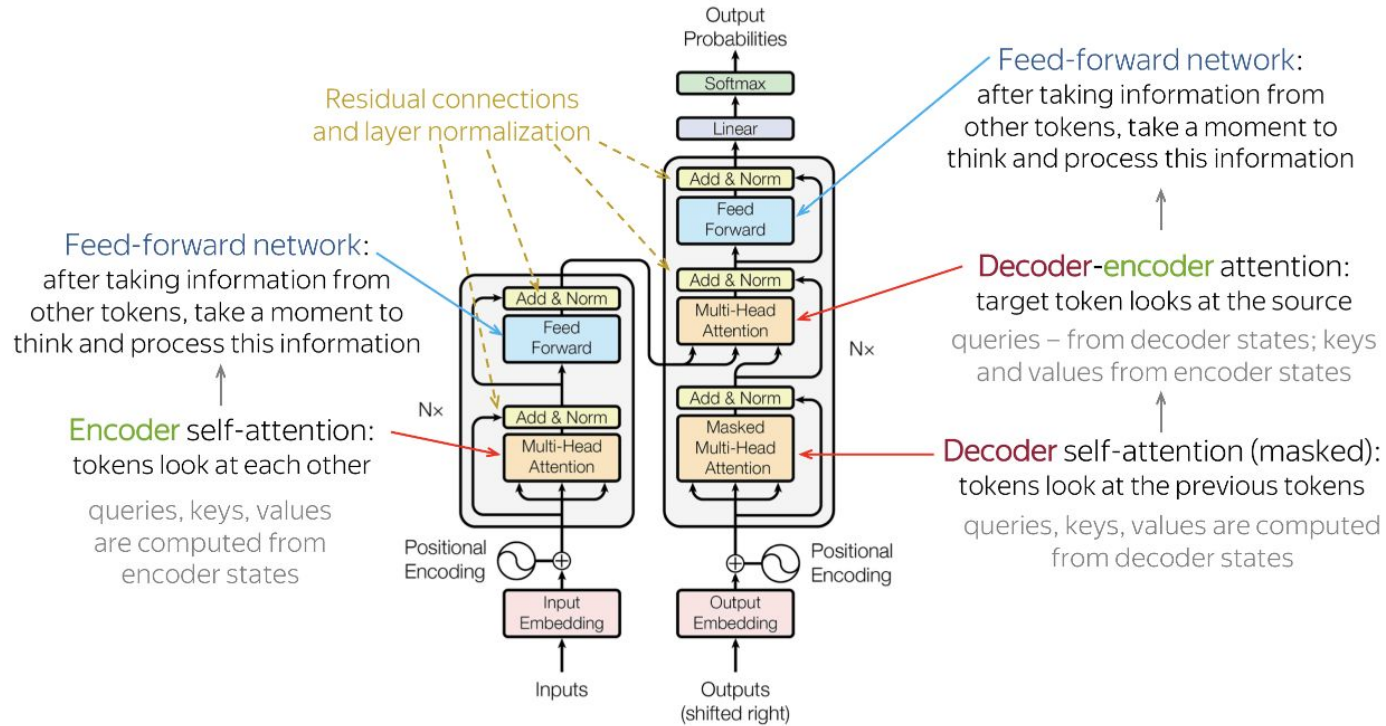 Output
Probabilities
Softmax
Linear
Add & Norm
Feed
Forward
Add & Norm
Multi-Head
Attention
Nx
Add & Norm
Masked
Multi-Head
Attention
Positional
Encoding
Output
Embedding
Outputs
(shifted right)
Residual connections
and layer normalization
Feed-forward network:
after taking information from
other tokens, take a moment to
think and process this information
Encoder self-attention:
tokens look at each other
queries, keys, values
are computed from
encoder states
Nx
Add & Norm
Feed
Forward
Add & Norm
Multi-Head
Attention
Positional
Encoding
Input
Embedding
Inputs
Feed-forward network:
after taking information from
other tokens, take a moment to
think and process this information
Decoder-encoder attention:
target token looks at the source
queries – from decoder states; keys
and values from encoder states
Decoder self-attention (masked):
tokens look at the previous tokens
queries, keys, values are computed
from decoder states